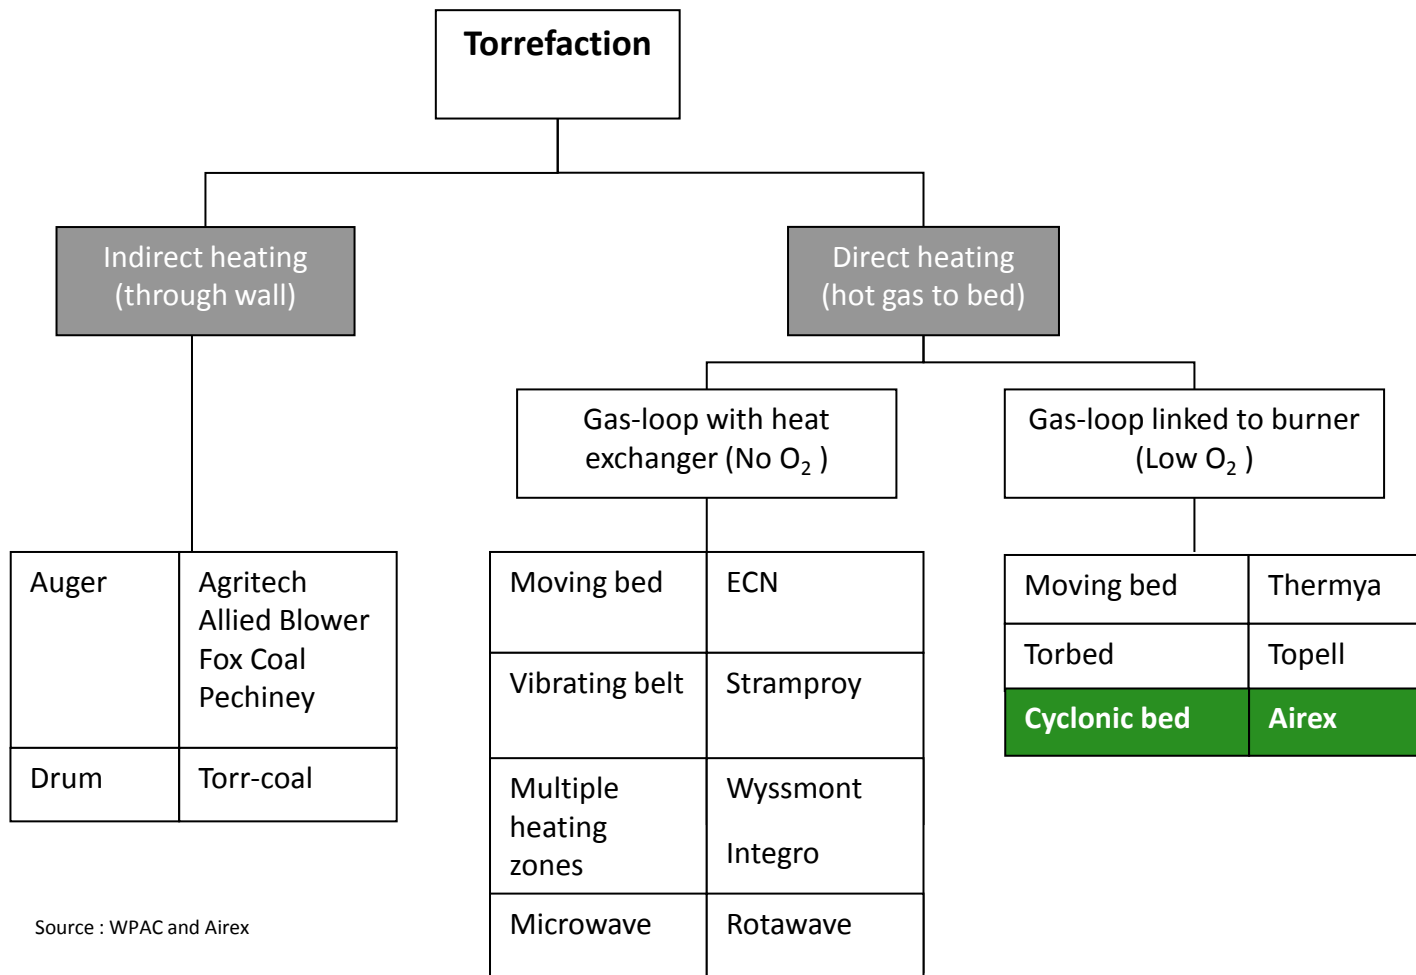 Torrefaction
Indirect heating
(through wall)
Direct heating
(hot gas to bed)
Gas-loop with heat
exchanger (No O₂ )
Gas-loop linked to burner
(Low O₂ )
Auger
Agritech
Allied Blower
Fox Coal
Pechiney
Drum
Torr-coal
Moving bed
ECN
Vibrating belt
Stramproy
Multiple
heating
zones
Wyssmont
Integro
Microwave
Rotawave
Moving bed
Thermya
Torbed
Topell
Cyclonic bed
Airex
Source : WPAC and Airex